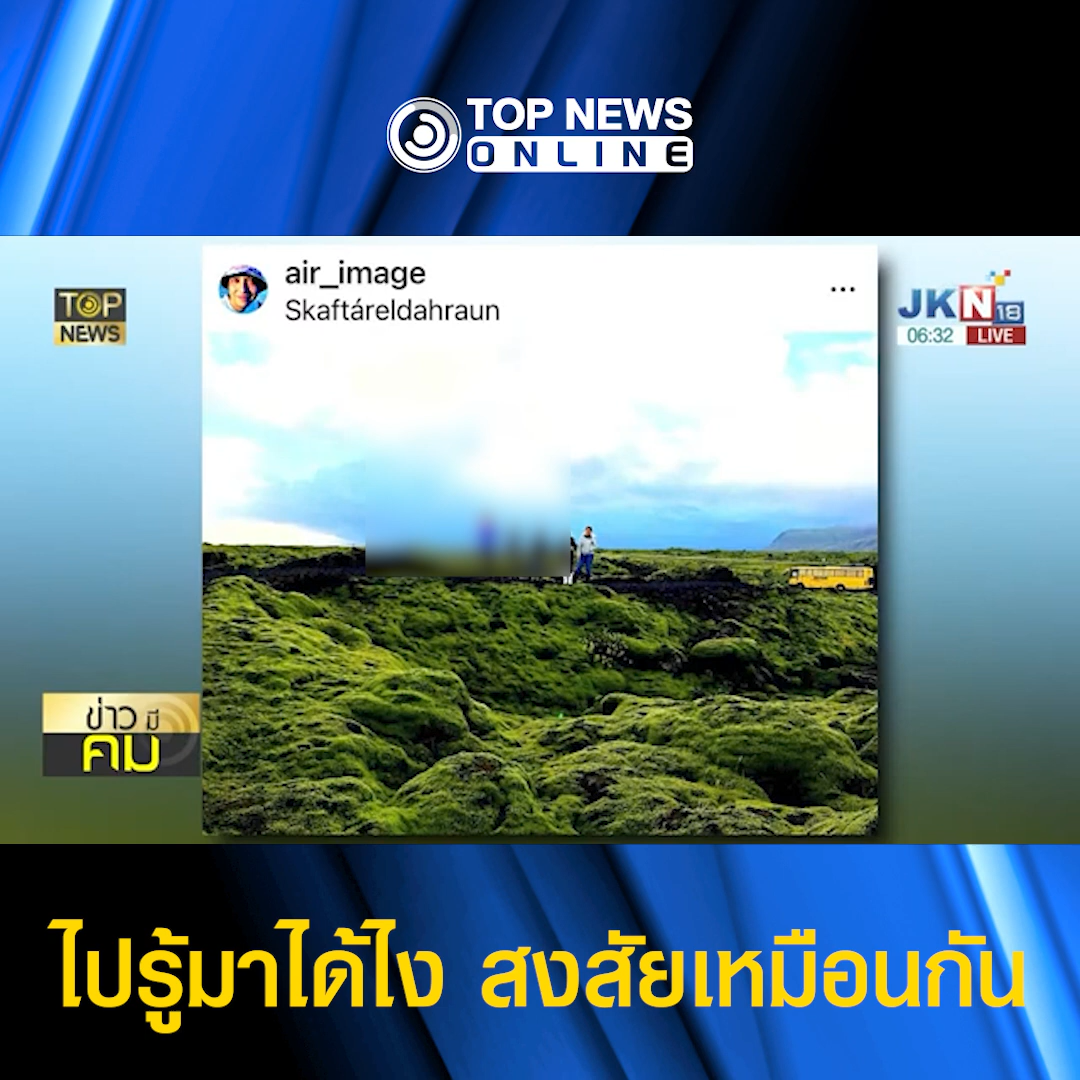 TOP NEWS
ONLINE
TOP
NEWS
air_image
Skaftáreldahraun
JKN18
06:32 LIVE
ข่าวมี
คม
ไปรู้มาได้ไง สงสัยเหมือนกัน